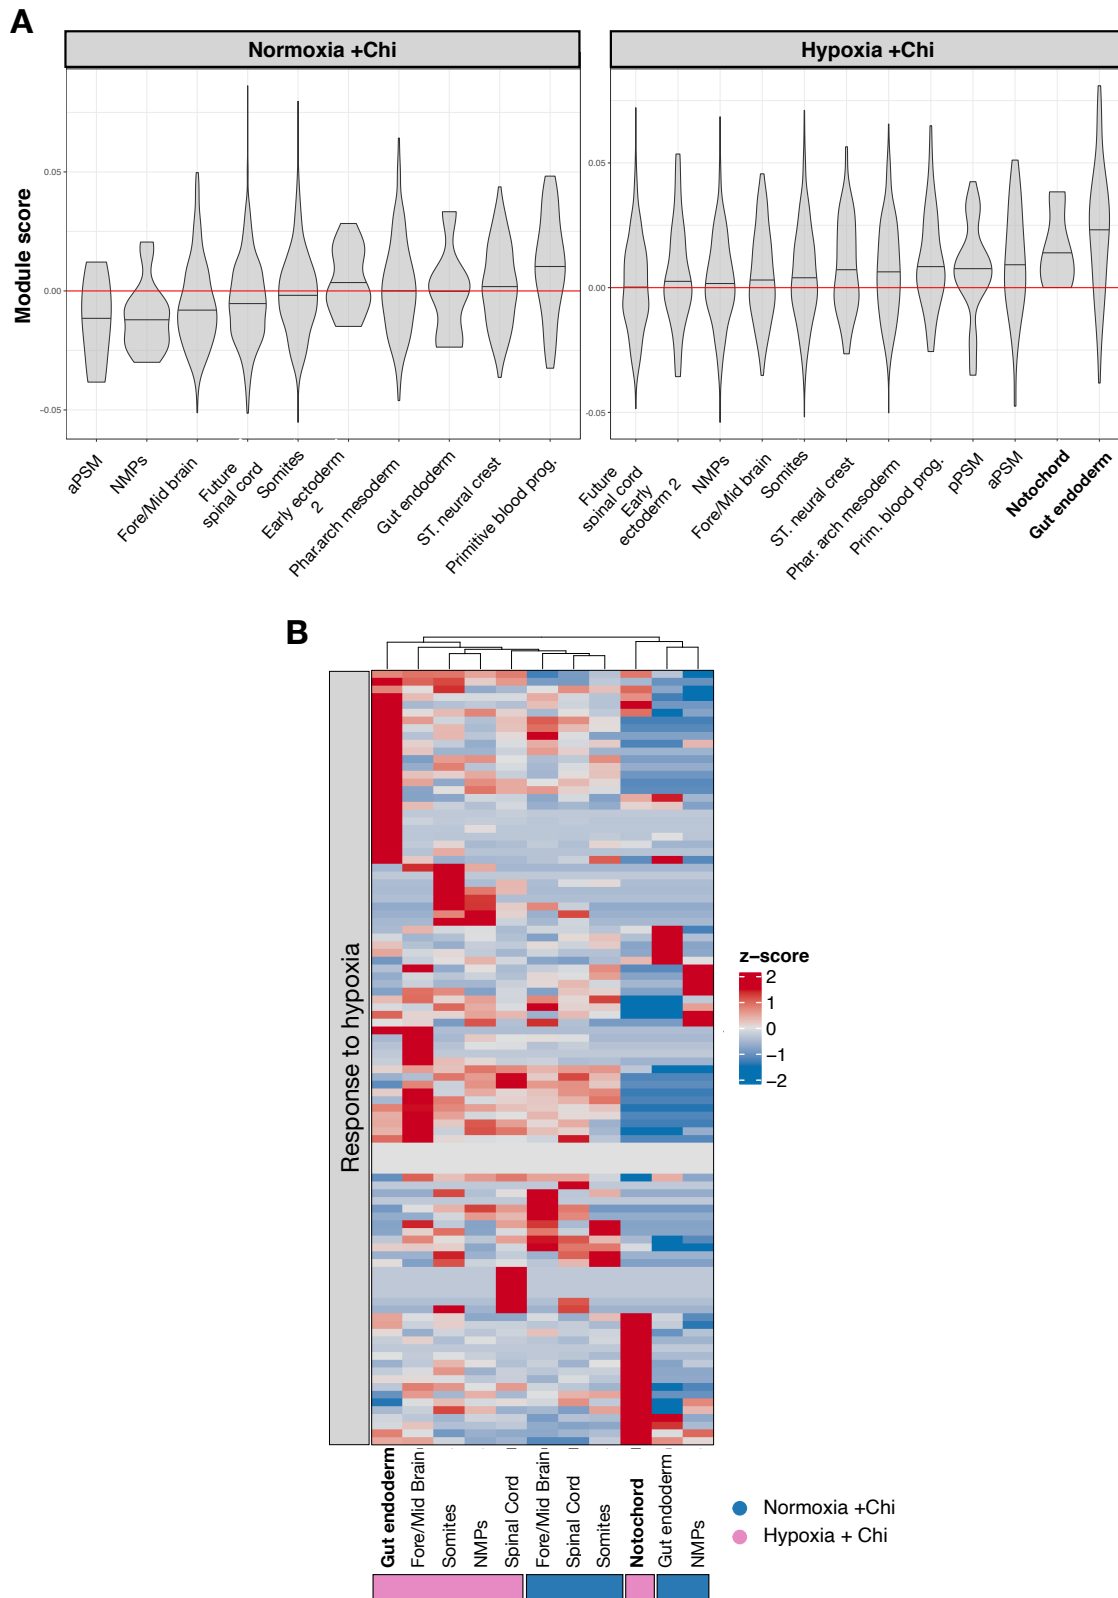 A
Normoxia +Chi
Hypoxia +Chi
Module score
0.05
0.00
−0.05
0.05
0.00
−0.05
aPSM
NMPs
Fore/Mid brain
Future
spinal cord
Somites
Early ectoderm
2
Phar.arch mesoderm
Gut endoderm
ST. neural crest
Primitive blood prog.
Future
spinal cord
Early
ectoderm 2
NMPs
Fore/Mid brain
Somites
ST. neural crest
Phar. arch mesoderm
Prim. blood prog.
pPSM
aPSM
Notochord
Gut endoderm
B
Response to hypoxia
z−score
2
1
0
−1
−2
Gut endoderm
Fore/Mid Brain
Somites
NMPs
Spinal Cord
Fore/Mid Brain
Spinal Cord
Somites
Notochord
Gut endoderm
NMPs
Normoxia +Chi
Hypoxia + Chi